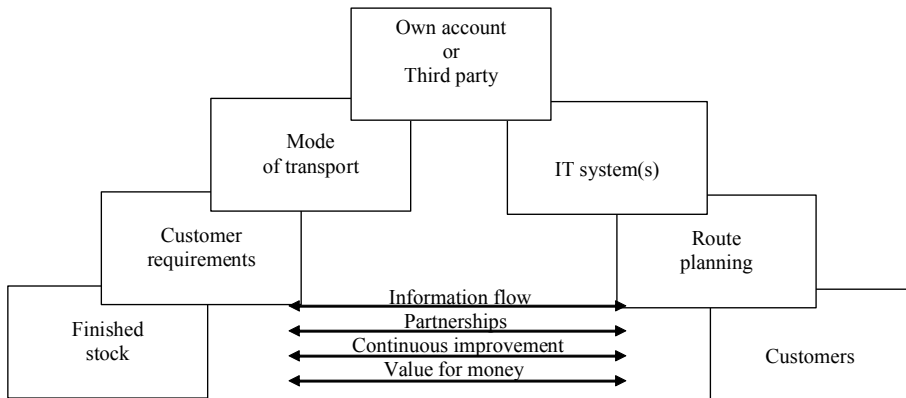 Own account
or
Third party
Mode
of transport
IT system(s)
Customer
requirements
Route
planning
Information flow
Partnerships
Continuous improvement
Value for money
Finished
stock
Customers